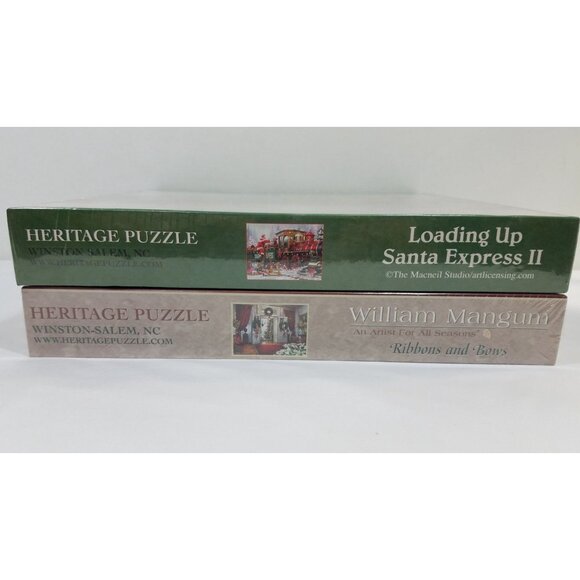 HERITAGE PUZZLE
WINSTON-SALEM, NC
WWW.HERITAGEPUZZLE.COM
Loading Up
Santa Express II
©The Macneil Studio/artlicensing.com
HERITAGE PUZZLE
WINSTON-SALEM, NC
WWW.HERITAGEPUZZLE.COM
William Mangum
An Artist For All Seasons
Ribbons and Bows